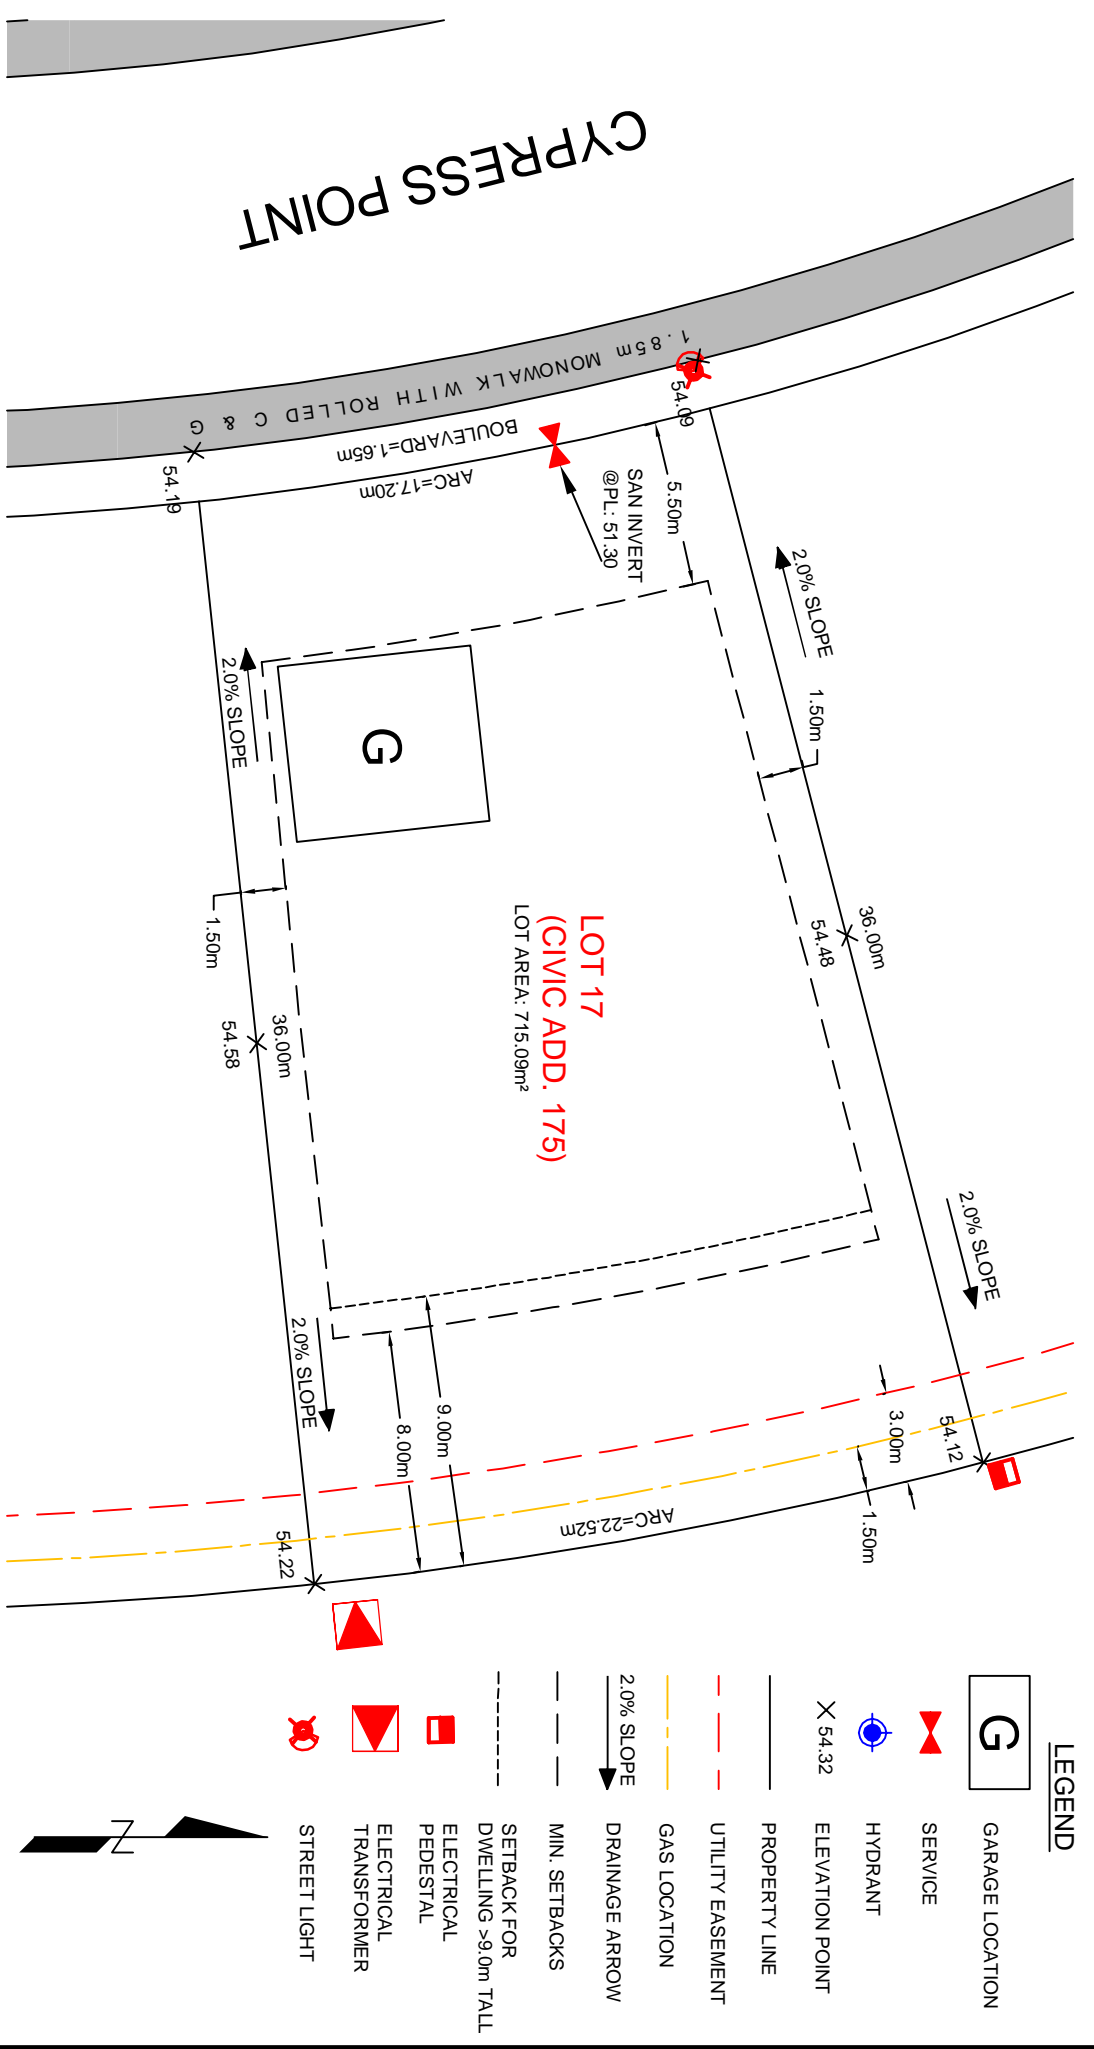 CYPRESS POINT
1.85m MONOWALK WITH ROLLED C & G
BOULEVARD=1.65m
ARC=17.20m
54.09
54.19
SAN INVERT
@PL: 51.30
5.50m
2.0% SLOPE
2.0% SLOPE
1.50m
1.50m
G
LOT 17
(CIVIC ADD. 175)
LOT AREA: 715.09m²
36.00m
54.48
36.00m
54.58
2.0% SLOPE
2.0% SLOPE
9.00m
8.00m
3.00m
1.50m
54.12
54.22
ARC=22.52m
LEGEND
G
GARAGE LOCATION
SERVICE
HYDRANT
54.32
ELEVATION POINT
PROPERTY LINE
UTILITY EASEMENT
GAS LOCATION
2.0% SLOPE
DRAINAGE ARROW
MIN. SETBACKS
SETBACK FOR
DWELLING >9.0m TALL
ELECTRICAL
PEDESTAL
ELECTRICAL
TRANSFORMER
STREET LIGHT
N